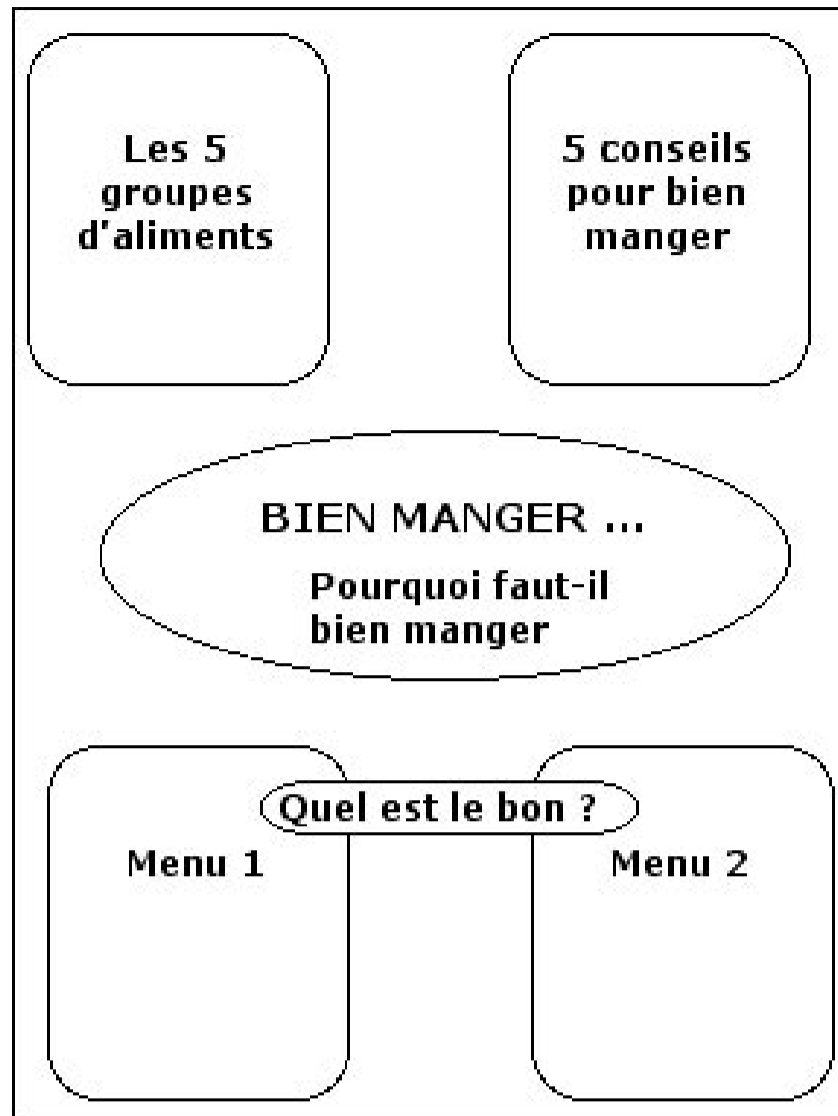 Les 5
groupes
d'aliments
5 conseils
pour bien
manger
BIEN MANGER ...
Pourquoi faut-il
bien manger
Quel est le bon ?
Menu 1
Menu 2